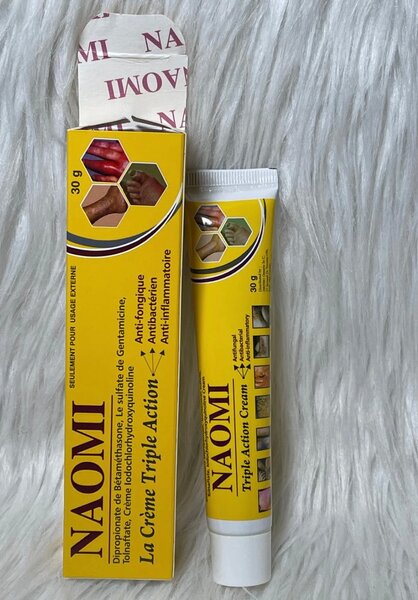 NAOMI
NAOMI
NAOMI
30 g
SEULEMENT POUR USAGE EXTERNE
NAOMI
Dipropionate de Bétaméthasone, Le sulfate de Gentamicine,
Tolnaftate, Crème Iodochlorhydroxyquinoline
La Crème Triple Action
Anti-fongique
Antibactérien
Anti-inflammatoire
30 g
NAOMI
Triple Action Cream
Antifungal
Antibacterial
Anti-inflammatory